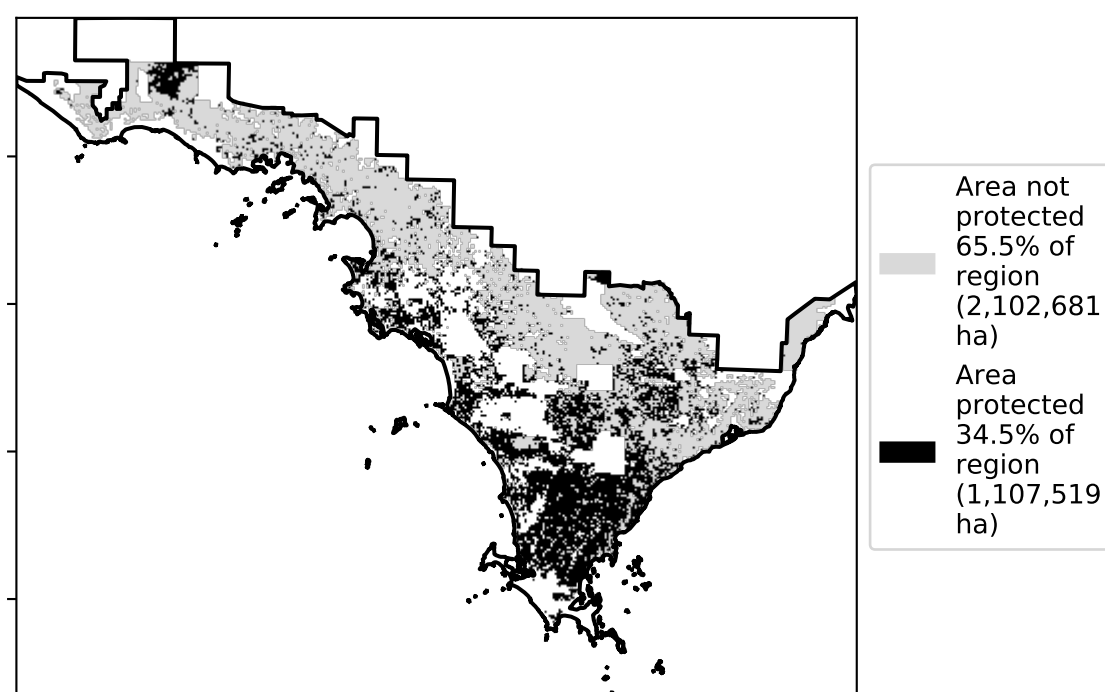 Area not
protected
65.5% of
region
(2,102,681
ha)
Area
protected
34.5% of
region
(1,107,519
ha)